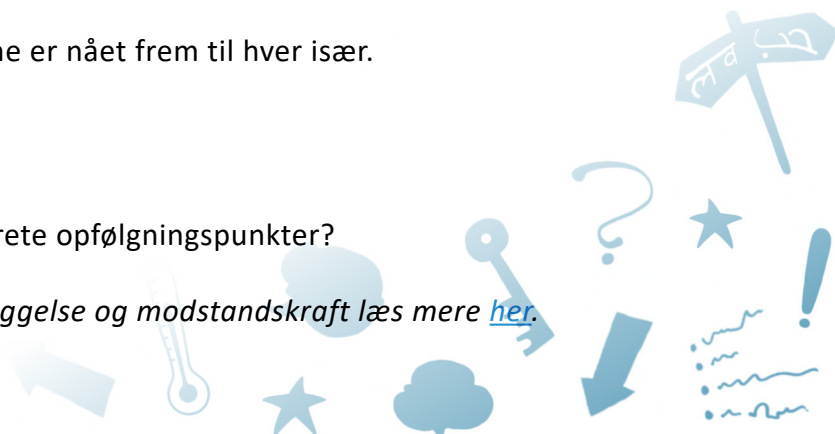 ne er nået frem til hver især.
rete opfølgningspunkter?
ggelse og modstandskraft læs mere her.